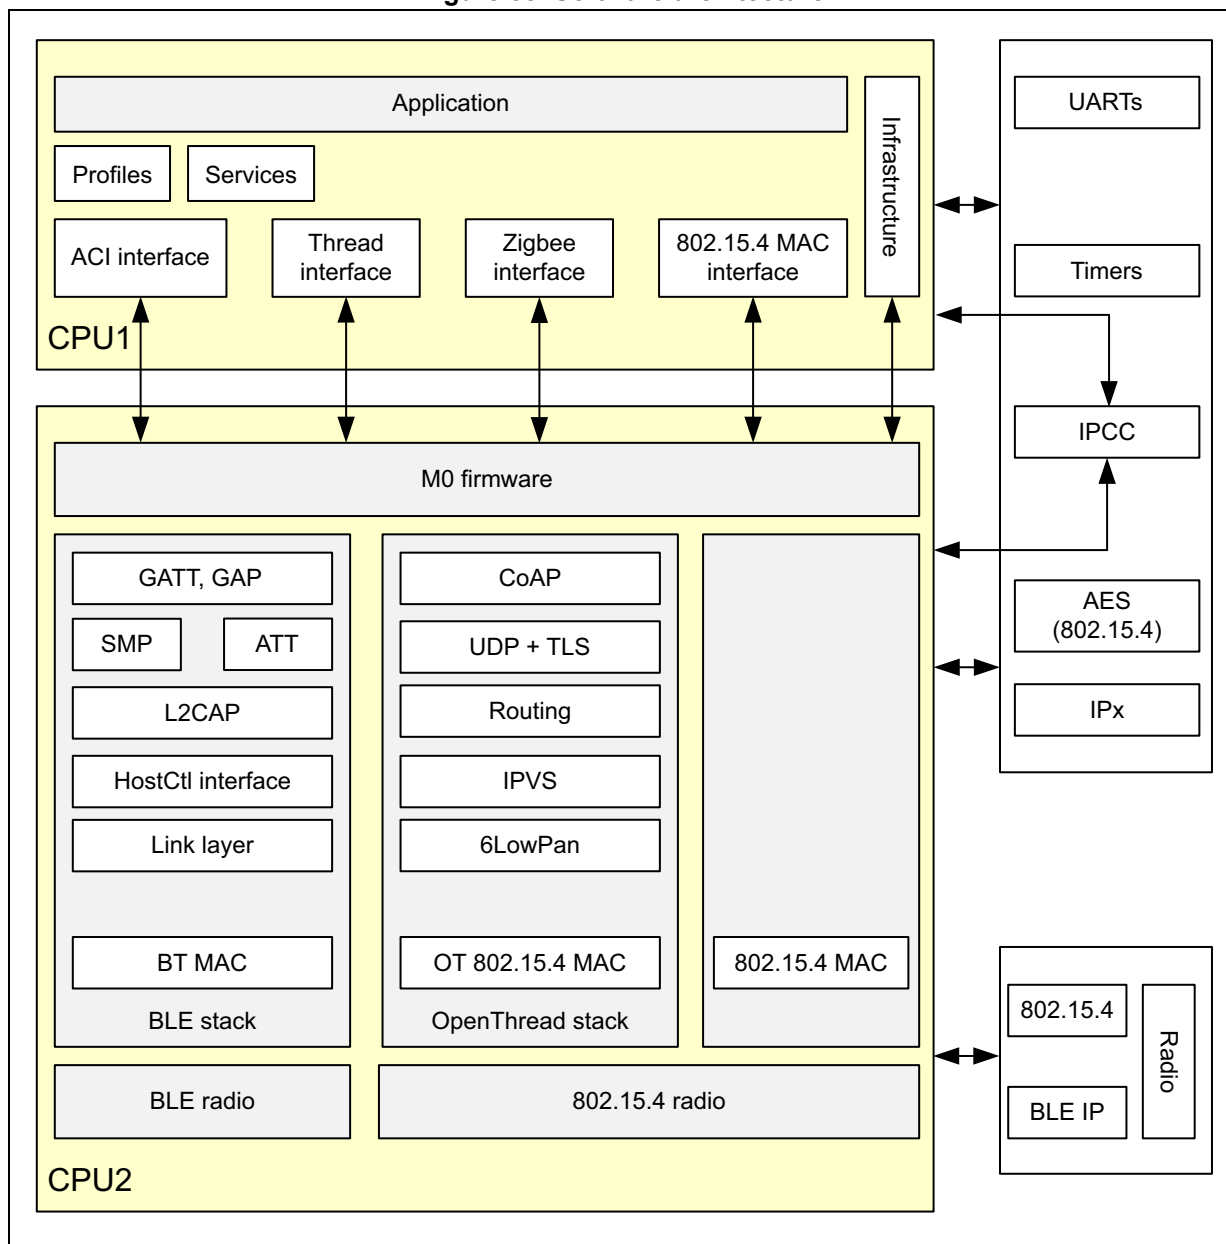 Application
Infrastructure
UARTs
Profiles
Services
ACI interface
Thread
interface
Zigbee
interface
802.15.4 MAC
interface
Timers
CPU1
IPCC
M0 firmware
GATT, GAP
SMP
ATT
L2CAP
HostCtl interface
Link layer
BT MAC
BLE stack
CoAP
UDP + TLS
Routing
IPVS
6LowPan
OT 802.15.4 MAC
OpenThread stack
802.15.4 MAC
AES
(802.15.4)
IPx
BLE radio
802.15.4 radio
CPU2
802.15.4
BLE IP
Radio